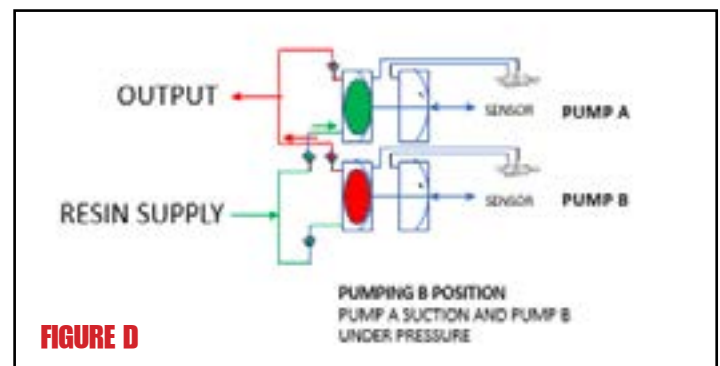 OUTPUT
SENSOR PUMP A
RESIN SUPPLY
SENSOR PUMP B
PUMPING B POSITION
PUMP A SUCTION AND PUMP B
UNDER PRESSURE
FIGURE D